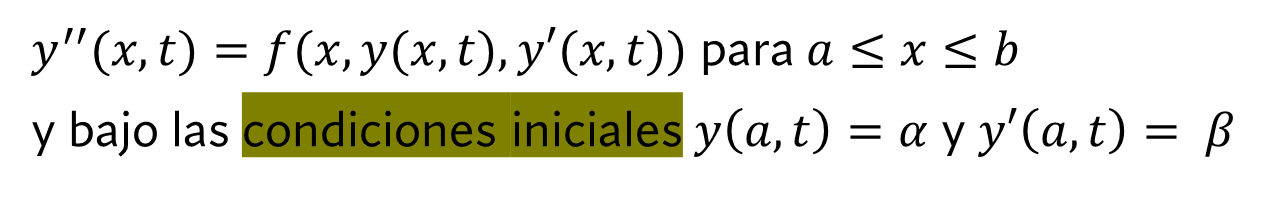 y′′(x, t) = f(x, y(x, t), y′(x, t)) para a ≤ x ≤ b
y bajo las condiciones iniciales y(a, t) = α y y′(a, t) = β